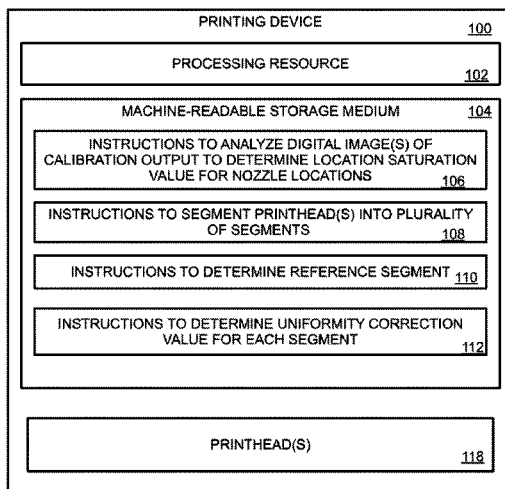 PRINTING DEVICE 100
PROCESSING RESOURCE
102
MACHINE-READABLE STORAGE MEDIUM 104
INSTRUCTIONS TO ANALYZE DIGITAL IMAGE(S) OF
CALIBRATION OUTPUT TO DETERMINE LOCATION SATURATION
VALUE FOR NOZZLE LOCATIONS
106
INSTRUCTIONS TO SEGMENT PRINTHEAD(S) INTO PLURALITY
OF SEGMENTS
108
INSTRUCTIONS TO DETERMINE REFERENCE SEGMENT
110
INSTRUCTIONS TO DETERMINE UNIFORMITY CORRECTION
VALUE FOR EACH SEGMENT
112
PRINTHEAD(S)
118